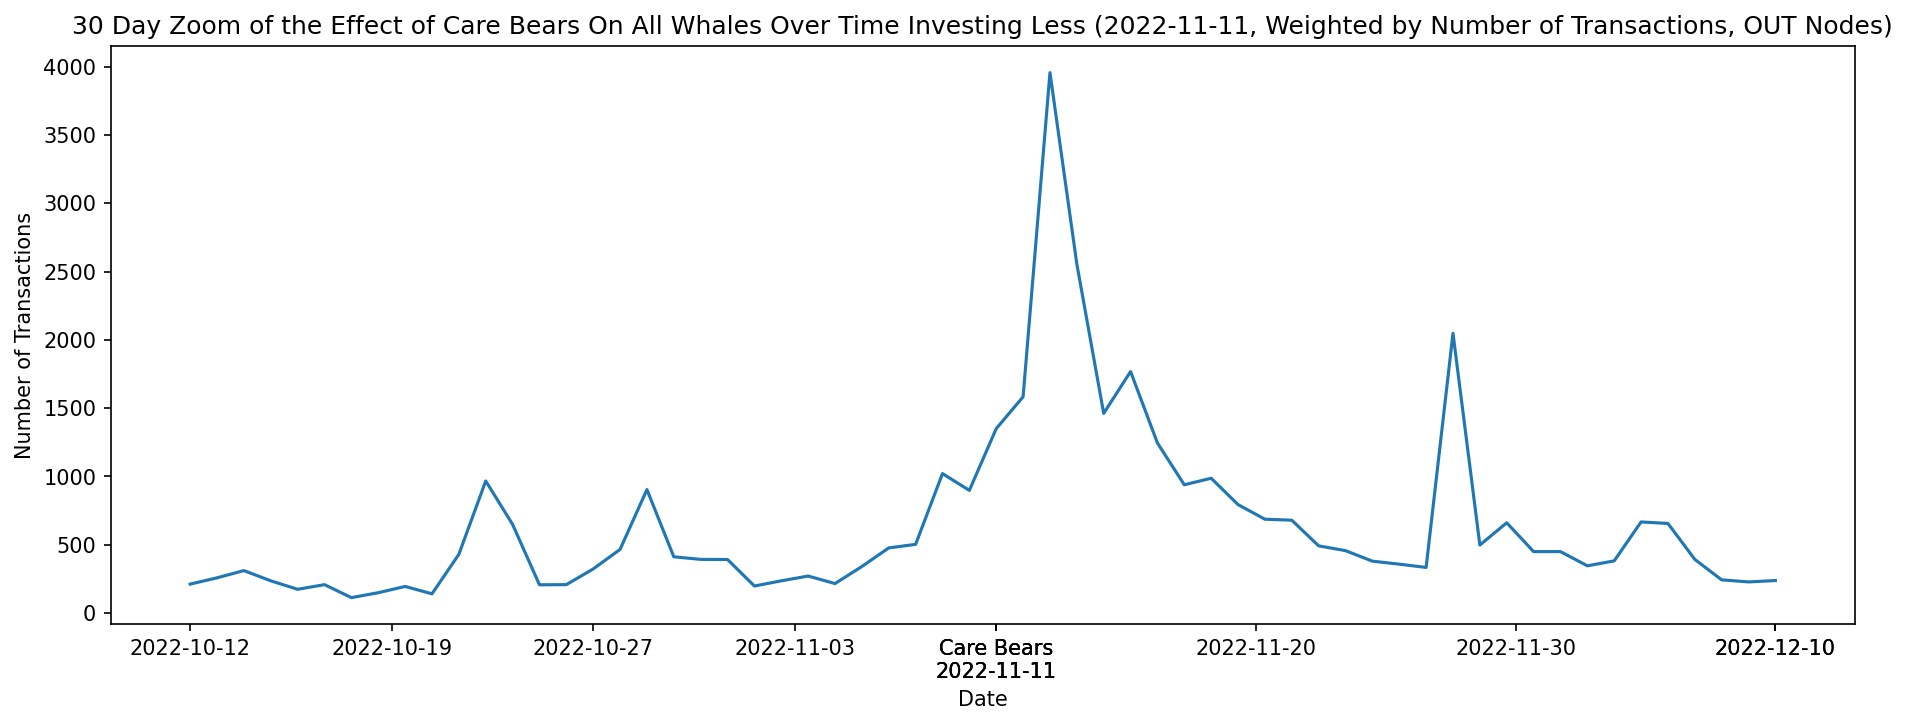 30 Day Zoom of the Effect of Care Bears On All Whales Over Time Investing Less (2022-11-11, Weighted by Number of Transactions, OUT Nodes)
Number of Transactions
4000
3500
3000
2500
2000
1500
1000
500
0
2022-10-12 2022-10-19 2022-10-27 2022-11-03 Care Bears 2022-11-20 2022-11-30 2022-12-10
2022-11-11
Date